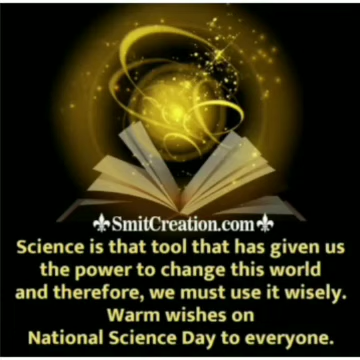 SmitCreation.com
Science is that tool that has given us
the power to change this world
and therefore, we must use it wisely.
Warm wishes on
National Science Day to everyone.